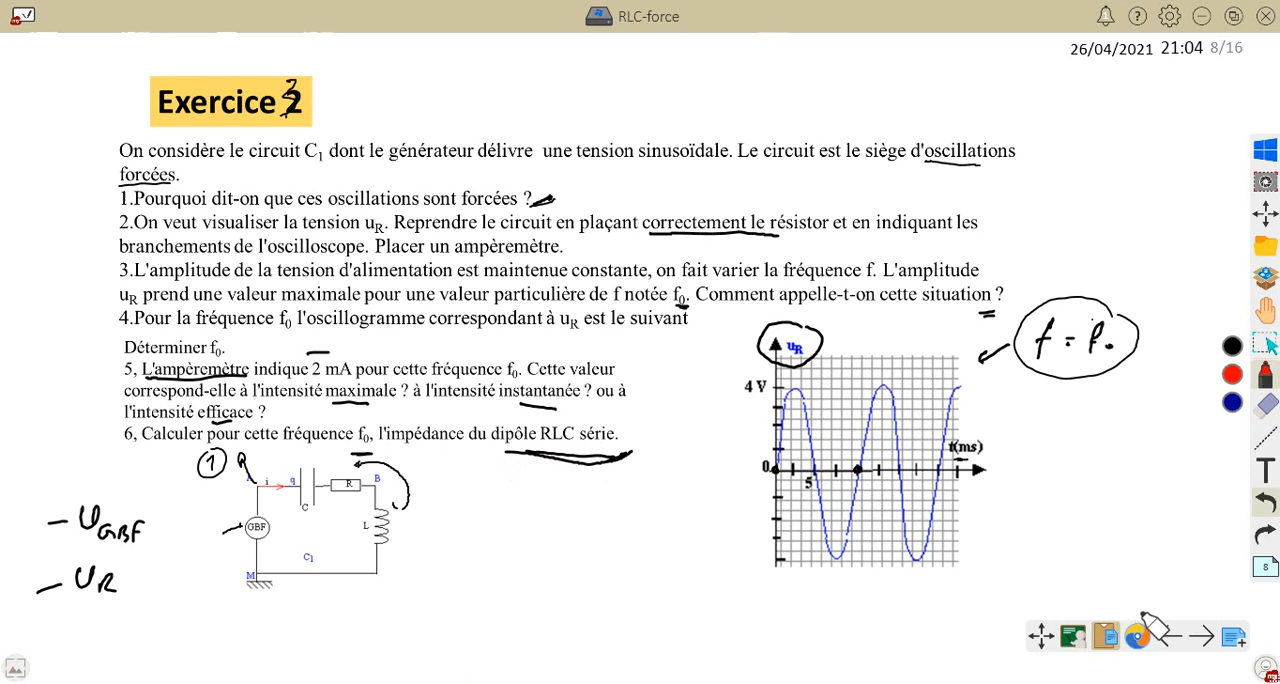 RLC-force
26/04/2021 21:04 8/16
Exercice 2
On considère le circuit C1 dont le générateur délivre une tension sinusoïdale. Le circuit est le siège d'oscillations
forcées.
1.Pourquoi dit-on que ces oscillations sont forcées ?
2.On veut visualiser la tension uR. Reprendre le circuit en plaçant correctement le résistor et en indiquant les
branchements de l'oscilloscope. Placer un ampèremètre.
3.L'amplitude de la tension d'alimentation est maintenue constante, on fait varier la fréquence f. L'amplitude
uR prend une valeur maximale pour une valeur particulière de f notée f0. Comment appelle-t-on cette situation ?
4.Pour la fréquence f0 l'oscillogramme correspondant à uR est le suivant
Déterminer f0.
5, L'ampèremètre indique 2 mA pour cette fréquence f0. Cette valeur
correspond-elle à l'intensité maximale ? à l'intensité instantanée ? ou à
l'intensité efficace ?
6, Calculer pour cette fréquence f0, l'impédance du dipôle RLC série.
f = f0
uR
4 V
0
5
t(ms)
1
A
i
q
C
R
B
GBF
L
C1
M
- UGBF
- UR
T
S